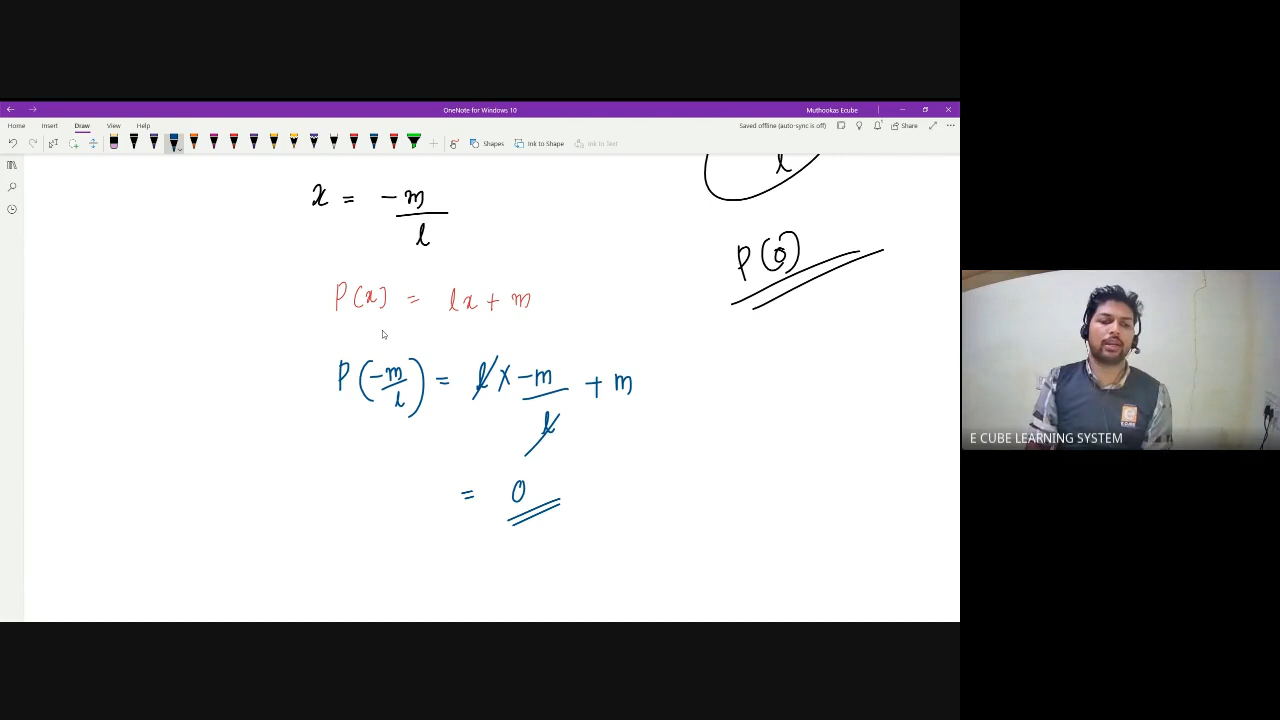 OneNote for Windows 10
Muthookas Ecube
Home Insert Draw View Help
Saved offline (auto-sync is off)
Share
Shapes
Ink to Shape
Ink to Text
l
x = -m/l
P(0)
P(x) = lx + m
P(-m/l) = l x -m/l + m
= 0
E CUBE
E CUBE LEARNING SYSTEM